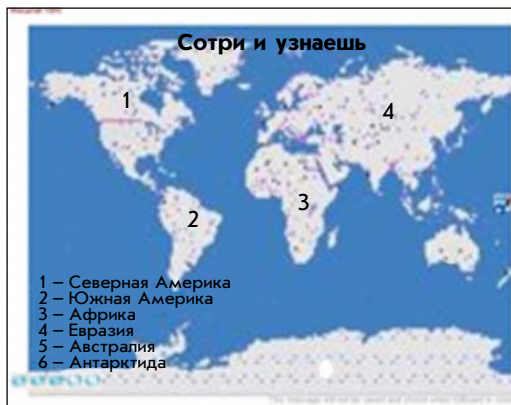 Сотри и узнаешь
1
4
3
2
1 – Северная Америка
2 – Южная Америка
3 – Африка
4 – Евразия
5 – Австралия
6 – Антарктида